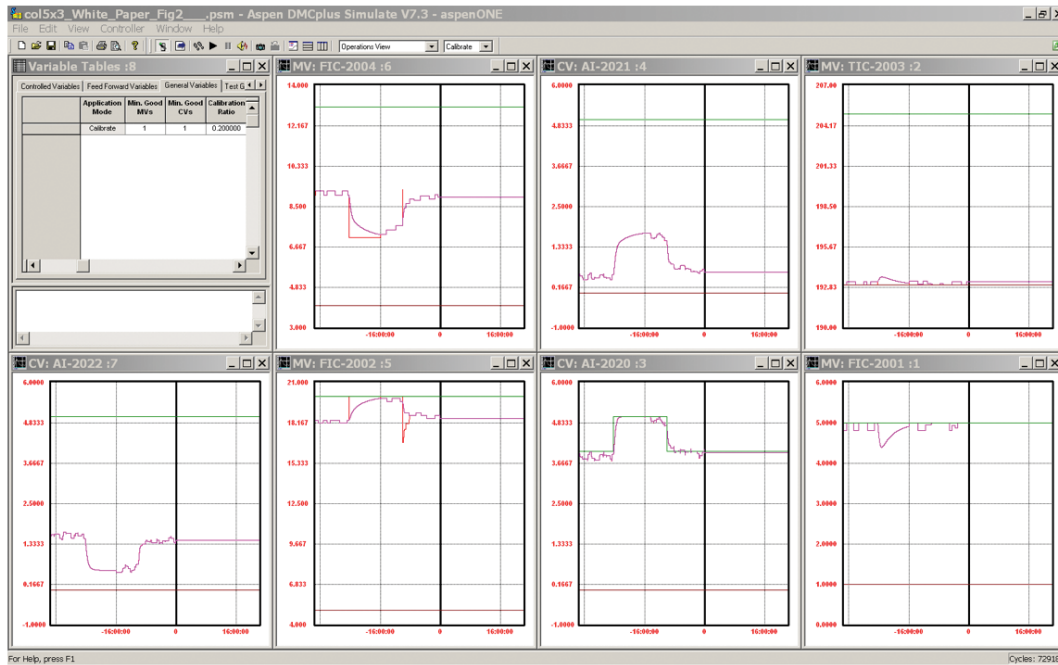 col5x3_White_Paper_Fig2___.psm - Aspen DMCplus Simulate V7.3 - aspenONE
File Edit View Controller Window Help
Operations View Calibrate
Variable Tables :8
Controlled Variables Feed Forward Variables General Variables Test G
Application Mode Min. Good MVs Min. Good CVs Calibration Ratio
Calibrate 1 1 0.200000
MV: FIC-2004 :6
14.000
12.167
10.333
8.500
6.667
4.833
3.000
-16:00:00 0 16:00:00
CV: AI-2021 :4
6.0000
4.8333
3.6667
2.5000
1.3333
0.1667
-1.0000
-16:00:00 0 16:00:00
MV: TIC-2003 :2
207.00
204.17
201.33
198.50
195.67
192.83
190.00
-16:00:00 0 16:00:00
CV: AI-2022 :7
6.0000
4.8333
3.6667
2.5000
1.3333
0.1667
-1.0000
-16:00:00 0 16:00:00
MV: FIC-2002 :5
21.000
18.167
15.333
12.500
9.667
6.833
4.000
-16:00:00 0 16:00:00
CV: AI-2020 :3
6.0000
4.8333
3.6667
2.5000
1.3333
0.1667
-1.0000
-16:00:00 0 16:00:00
MV: FIC-2001 :1
6.0000
5.0000
4.0000
3.0000
2.0000
1.0000
0.0000
-16:00:00 0 16:00:00
For Help, press F1
Cycles: 72918